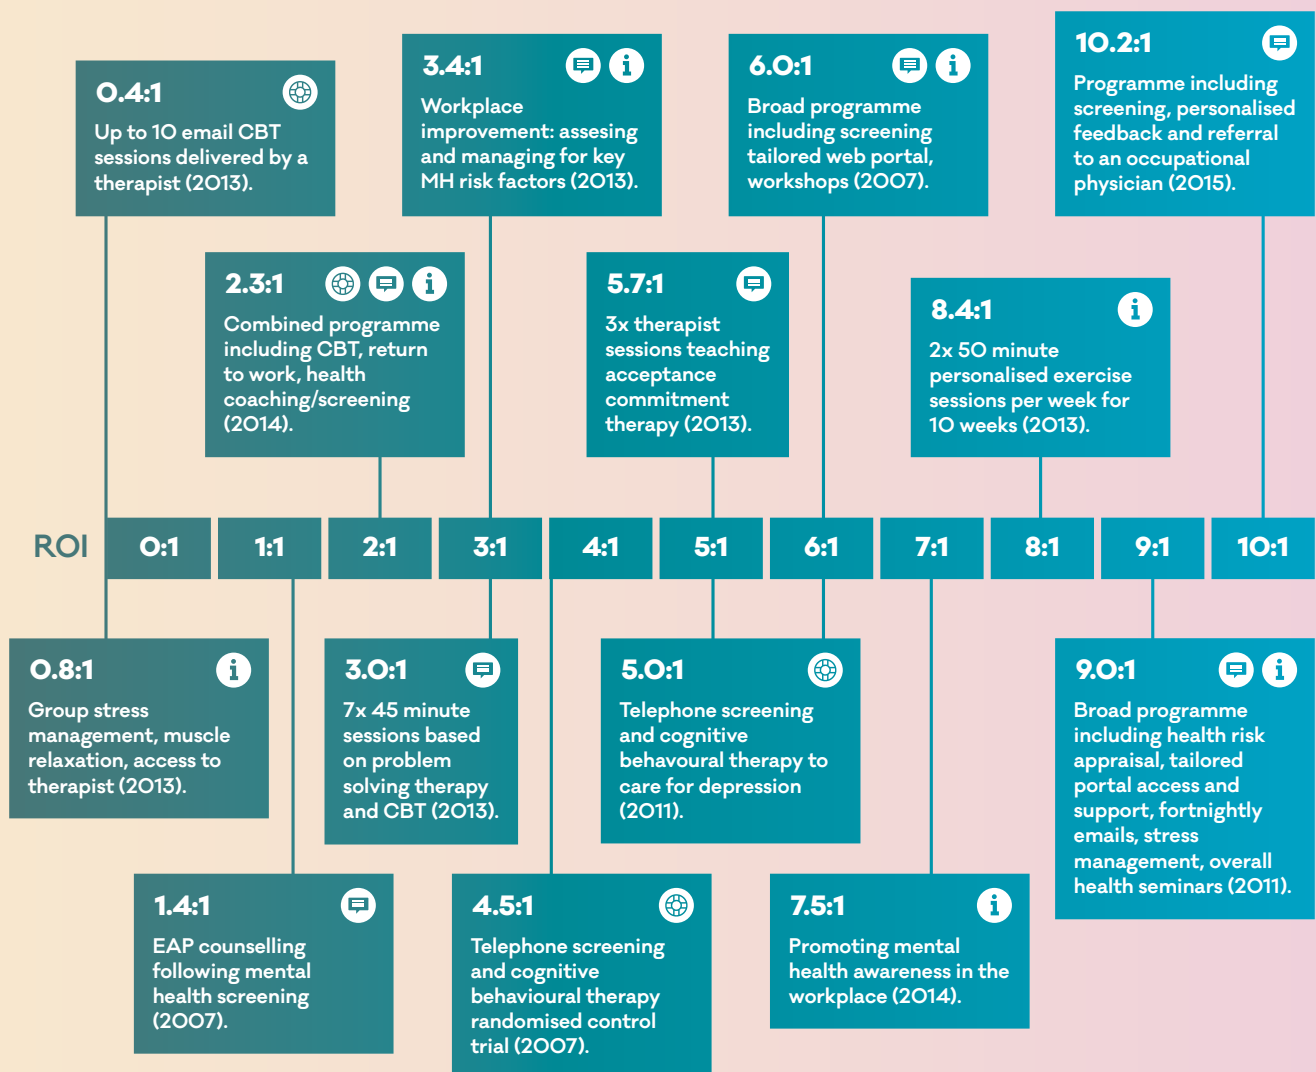 0.4:1
Up to 10 email CBT
sessions delivered by a
therapist (2013).
3.4:1
Workplace
improvement: assesing
and managing for key
MH risk factors (2013).
6.0:1
Broad programme
including screening
tailored web portal,
workshops (2007).
10.2:1
Programme including
screening, personalised
feedback and referral
to an occupational
physician (2015).
2.3:1
Combined programme
including CBT, return
to work, health
coaching/screening
(2014).
5.7:1
3x therapist
sessions teaching
acceptance
commitment
therapy (2013).
8.4:1
2x 50 minute
personalised exercise
sessions per week for
10 weeks (2013).
ROI 0:1 1:1 2:1 3:1 4:1 5:1 6:1 7:1 8:1 9:1 10:1
0.8:1
Group stress
management, muscle
relaxation, access to
therapist (2013).
3.0:1
7x 45 minute
sessions based
on problem
solving therapy
and CBT (2013).
5.0:1
Telephone screening
and cognitive
behavoural therapy to
care for depression
(2011).
9.0:1
Broad programme
including health risk
appraisal, tailored
portal access and
support, fortnightly
emails, stress
management, overall
health seminars (2011).
1.4:1
EAP counselling
following mental
health screening
(2007).
4.5:1
Telephone screening
and cognitive
behavioural therapy
randomised control
trial (2007).
7.5:1
Promoting mental
health awareness in the
workplace (2014).